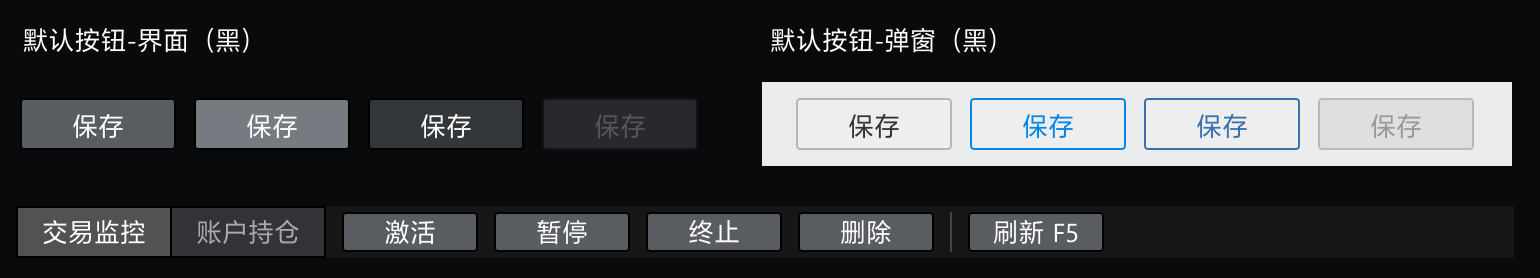 默认按钮-界面（黑）
默认按钮-弹窗（黑）
保存 保存 保存 保存
保存 保存 保存 保存
交易监控 账户持仓 激活 暂停 终止 删除 刷新 F5